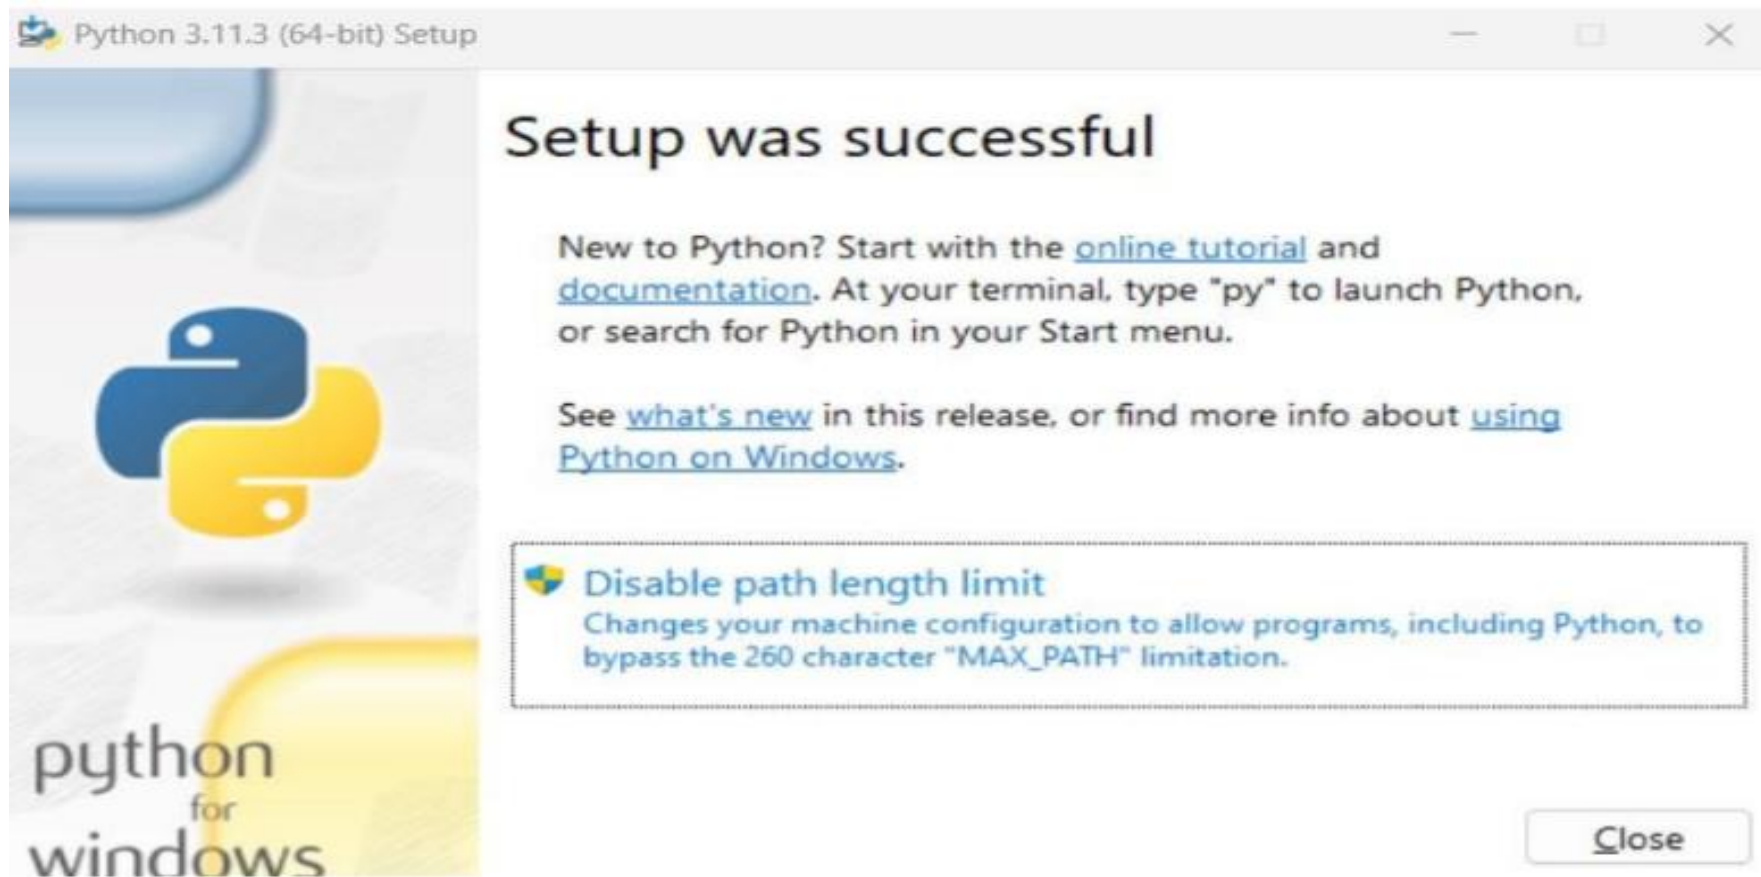 Python 3.11.3 (64-bit) Setup
Setup was successful
New to Python? Start with the online tutorial and
documentation. At your terminal, type "py" to launch Python,
or search for Python in your Start menu.
See what's new in this release, or find more info about using
Python on Windows.
Disable path length limit
Changes your machine configuration to allow programs, including Python, to
bypass the 260 character "MAX_PATH" limitation.
python
for
windows
Close